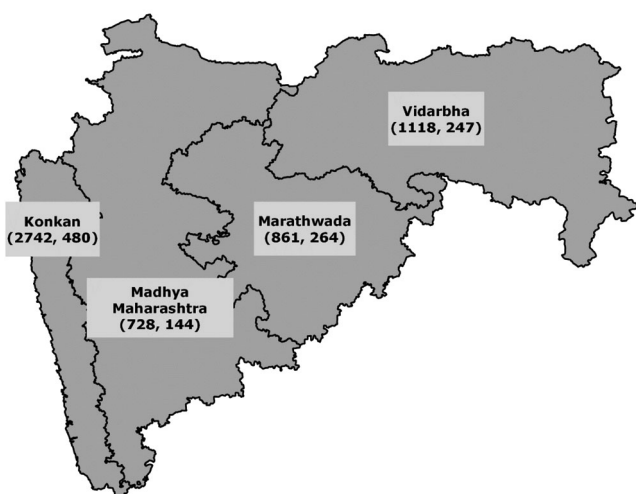 Vidarbha
(1118, 247)
Konkan
(2742, 480)
Marathwada
(861, 264)
Madhya
Maharashtra
(728, 144)